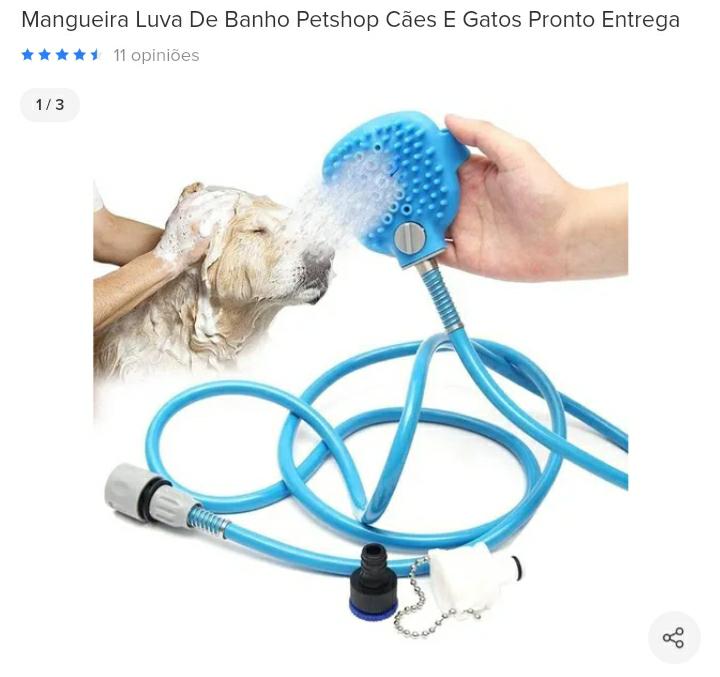 Mangueira Luva De Banho Petshop Cães E Gatos Pronto Entrega
11 opiniões
1 / 3